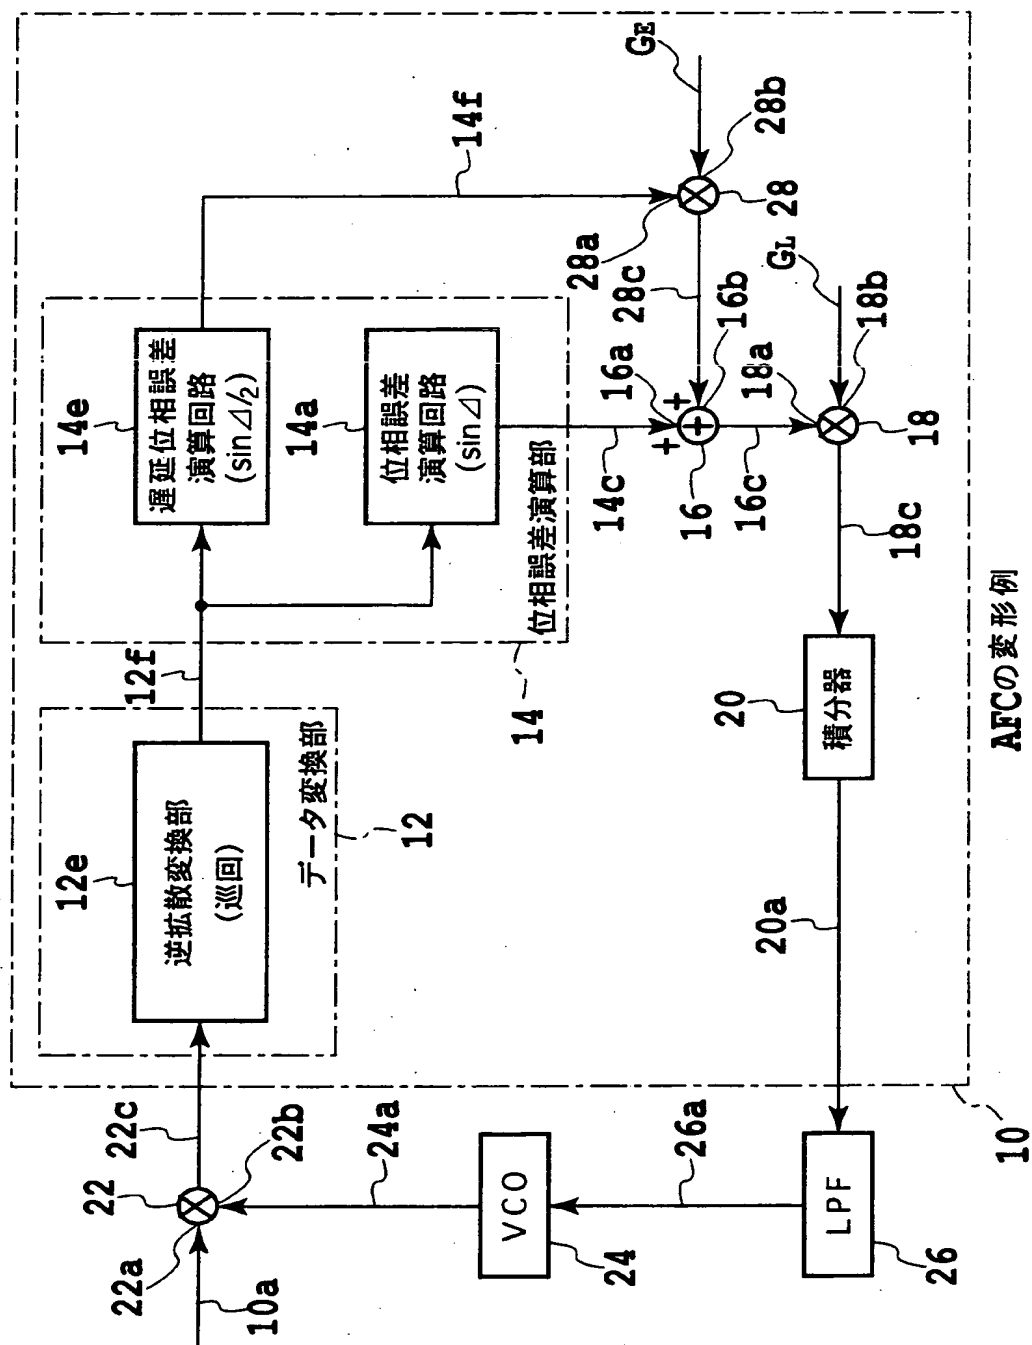 10a
22a
22
22b
22c
24a
VCO
24
26a
LPF
26
10
12e
逆拡散変換部
(巡回)
データ変換部
12
12f
14e
遅延位相誤差
演算回路
(sin⊿/2)
14a
位相誤差
演算回路
(sin⊿)
位相誤差演算部
14
14f
14c
28a
28b
28
28c
GE
16a
16b
+
+
16
16c
18a
18b
18
GL
18c
積分器
20
20a
AFCの変形例